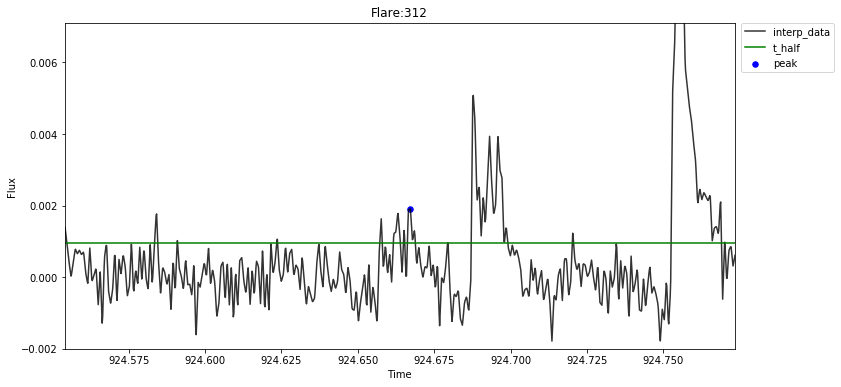 Flare:312
interp_data
t_half
peak
Flux
0.006
0.004
0.002
0.000
−0.002
924.575
924.600
924.625
924.650
924.675
924.700
924.725
924.750
Time